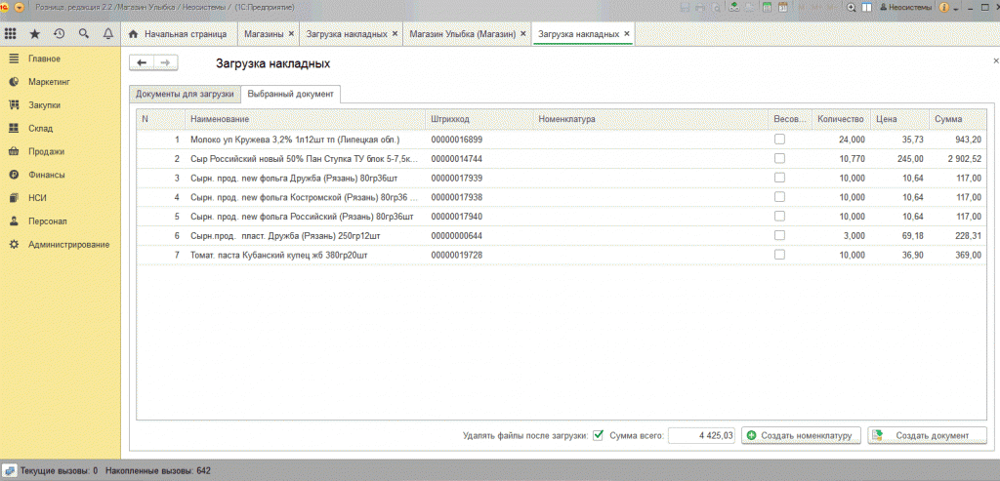 Розница, редакция 2.2 /Магазин Улыбка / Неосистемы / (1С:Предприятие)
M M+ M-
Неосистемы
Начальная страница
Магазины ×
Загрузка накладных ×
Магазин Улыбка (Магазин) ×
Загрузка накладных ×
Главное
Маркетинг
Закупки
Склад
Продажи
Финансы
НСИ
Персонал
Администрирование
Загрузка накладных
Документы для загрузки Выбранный документ
N Наименование Штрихкод Номенклатура Весов... Количество Цена Сумма
1 Молоко уп Кружева 3,2% 1л12шт тп (Липецкая обл.) 00000016899 24,000 35,73 943,20
2 Сыр Российский новый 50% Пан Ступка ТУ блок 5-7,5к... 00000014744 10,770 245,00 2 902,52
3 Сырн. прод. new фольга Дружба (Рязань) 80гр36шт 00000017939 10,000 10,64 117,00
4 Сырн. прод. new фольга Костромской (Рязань) 80гр36 ... 00000017938 10,000 10,64 117,00
5 Сырн. прод. new фольга Российский (Рязань) 80гр36шт 00000017940 10,000 10,64 117,00
6 Сырн.прод. пласт. Дружба (Рязань) 250гр12шт 00000000644 3,000 69,18 228,31
7 Томат. паста Кубанский купец жб 380гр20шт 00000019728 10,000 36,90 369,00
Удалять файлы после загрузки: Сумма всего: 4 425,03 Создать номенклатуру Создать документ
Текущие вызовы: 0 Накопленные вызовы: 642